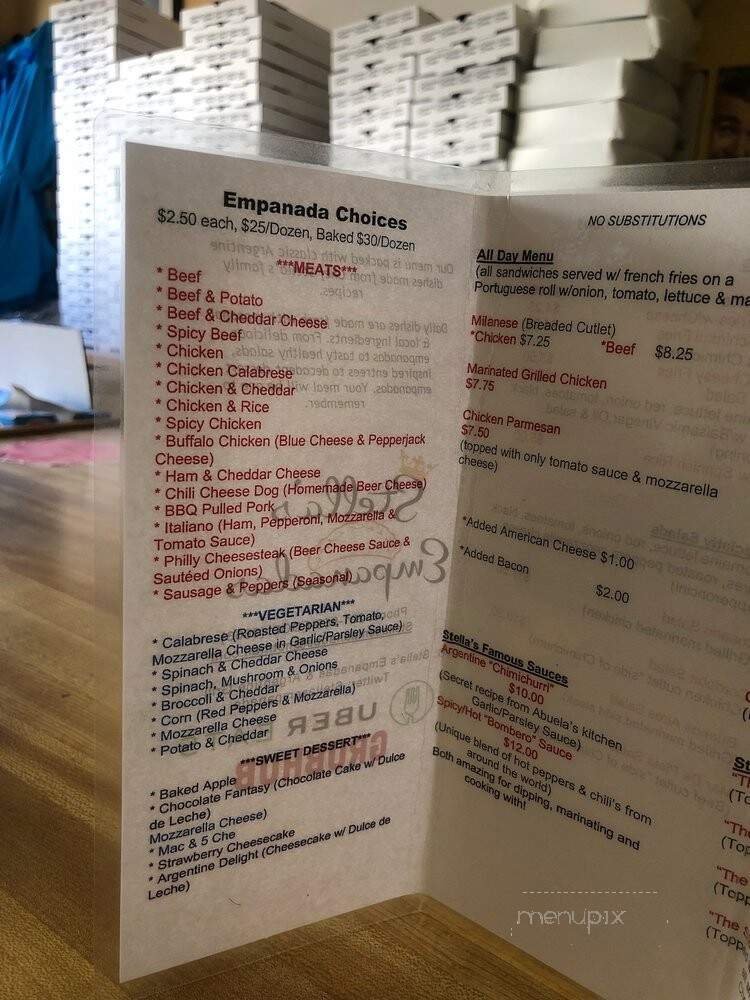 Empanada Choices
$2.50 each, $25/Dozen, Baked $30/Dozen
***MEATS***
* Beef
* Beef & Potato
* Beef & Cheddar Cheese
* Spicy Beef
* Chicken
* Chicken Calabrese
* Chicken & Cheddar
* Chicken & Rice
* Spicy Chicken
* Buffalo Chicken (Blue Cheese & Pepperjack
Cheese)
* Ham & Cheddar Cheese
* Chili Cheese Dog (Homemade Beer Cheese)
* BBQ Pulled Pork
* Italiano (Ham, Pepperoni, Mozzarella &
Tomato Sauce)
* Philly Cheesesteak (Beer Cheese Sauce &
Sautéed Onions)
* Sausage & Peppers (Seasonal)
***VEGETARIAN***
* Calabrese (Roasted Peppers, Tomato,
Mozzarella Cheese in Garlic/Parsley Sauce)
* Spinach & Cheddar Cheese
* Spinach, Mushroom & Onions
* Broccoli & Cheddar
* Corn (Red Peppers & Mozzarella)
* Mozzarella Cheese
* Potato & Cheddar
***SWEET DESSERT***
* Baked Apple
* Chocolate Fantasy (Chocolate Cake w/ Dulce
de Leche)
Mozzarella Cheese)
* Mac & 5 Che
* Strawberry Cheesecake
* Argentine Delight (Cheesecake w/ Dulce de
Leche)
NO SUBSTITUTIONS
All Day Menu
(all sandwiches served w/ french fries on a
Portuguese roll w/onion, tomato, lettuce & ma
Milanese (Breaded Cutlet)
*Chicken $7.25 *Beef $8.25
Marinated Grilled Chicken
$7.75
Chicken Parmesan
$7.50
(topped with only tomato sauce & mozzarella
cheese)
*Added American Cheese $1.00
*Added Bacon
$2.00
Stella's Famous Sauces
Argentine "Chimichurri"
$10.00
(Secret recipe from Abuela's kitchen
Garlic/Parsley Sauce)
Spicy/Hot "Bombero" Sauce
$12.00
(Unique blend of hot peppers & chili's from
around the world)
Both amazing for dipping, marinating and
cooking with!
St
"T
(To
"The
(Top
"The
(Topp
"The S
(Topp
menupix